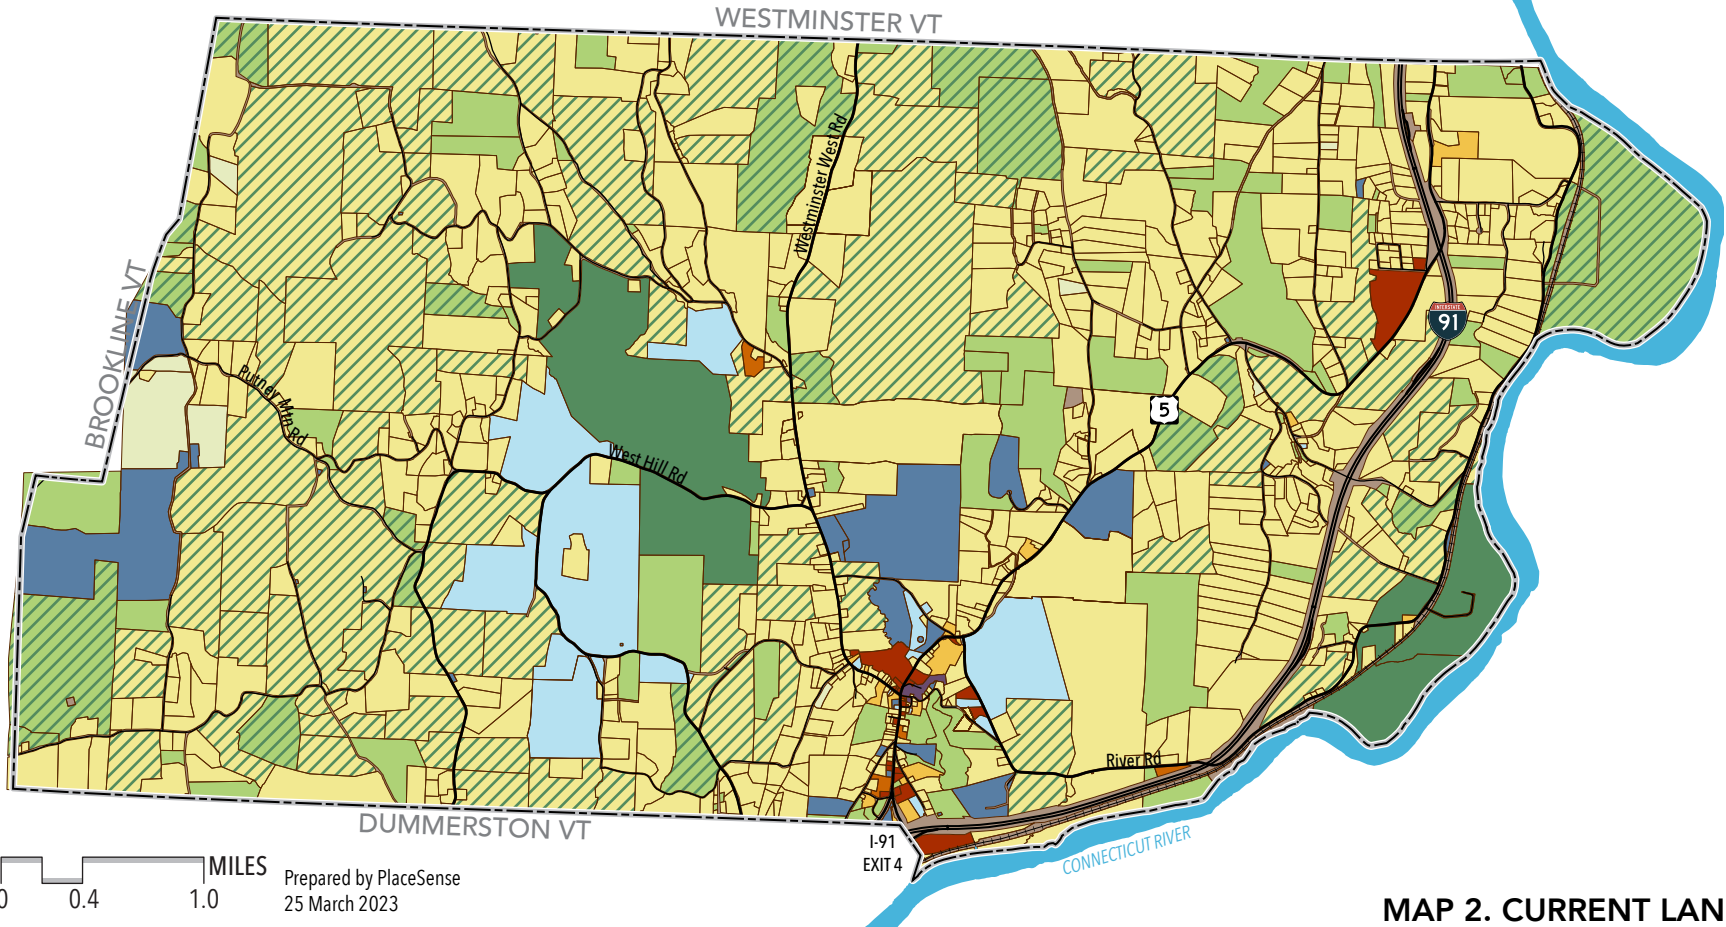 WESTMINSTER VT
Westminster West Rd
BROOKLINE VT
INTERSTATE
91
Putney Mtn Rd
5
West Hill Rd
River Rd
DUMMERSTON VT
I-91
EXIT 4
CONNECTICUT RIVER
MILES
0 0.4 1.0
Prepared by PlaceSense
25 March 2023
MAP 2. CURRENT LAN